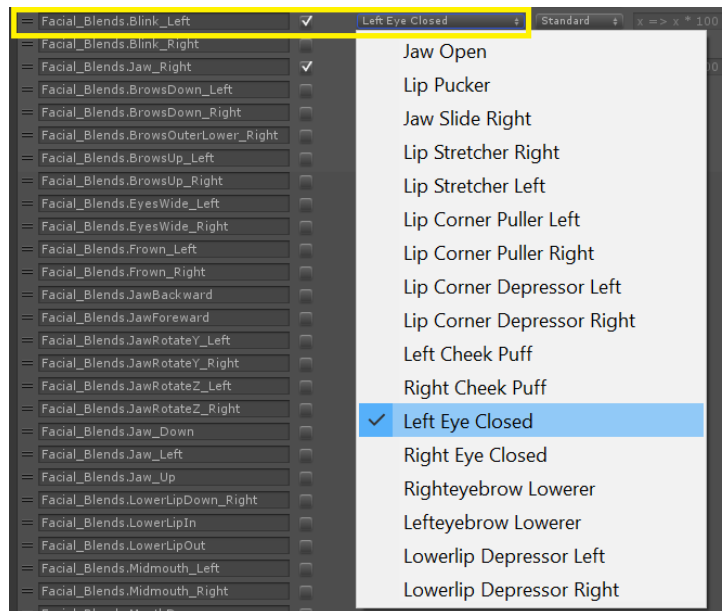 Facial_Blends.Blink_Left Left Eye Closed Standard x => x * 100
Facial_Blends.Blink_Right
Facial_Blends.Jaw_Right 00
Facial_Blends.BrowsDown_Left
Facial_Blends.BrowsDown_Right
Facial_Blends.BrowsOuterLower_Right
Facial_Blends.BrowsUp_Left
Facial_Blends.BrowsUp_Right
Facial_Blends.EyesWide_Left
Facial_Blends.EyesWide_Right
Facial_Blends.Frown_Left
Facial_Blends.Frown_Right
Facial_Blends.JawBackward
Facial_Blends.JawForeward
Facial_Blends.JawRotateY_Left
Facial_Blends.JawRotateY_Right
Facial_Blends.JawRotateZ_Left
Facial_Blends.JawRotateZ_Right
Facial_Blends.Jaw_Down
Facial_Blends.Jaw_Left
Facial_Blends.Jaw_Up
Facial_Blends.LowerLipDown_Right
Facial_Blends.LowerLipIn
Facial_Blends.LowerLipOut
Facial_Blends.Midmouth_Left
Facial_Blends.Midmouth_Right
Jaw Open
Lip Pucker
Jaw Slide Right
Lip Stretcher Right
Lip Stretcher Left
Lip Corner Puller Left
Lip Corner Puller Right
Lip Corner Depressor Left
Lip Corner Depressor Right
Left Cheek Puff
Right Cheek Puff
Left Eye Closed
Right Eye Closed
Righteyebrow Lowerer
Lefteyebrow Lowerer
Lowerlip Depressor Left
Lowerlip Depressor Right